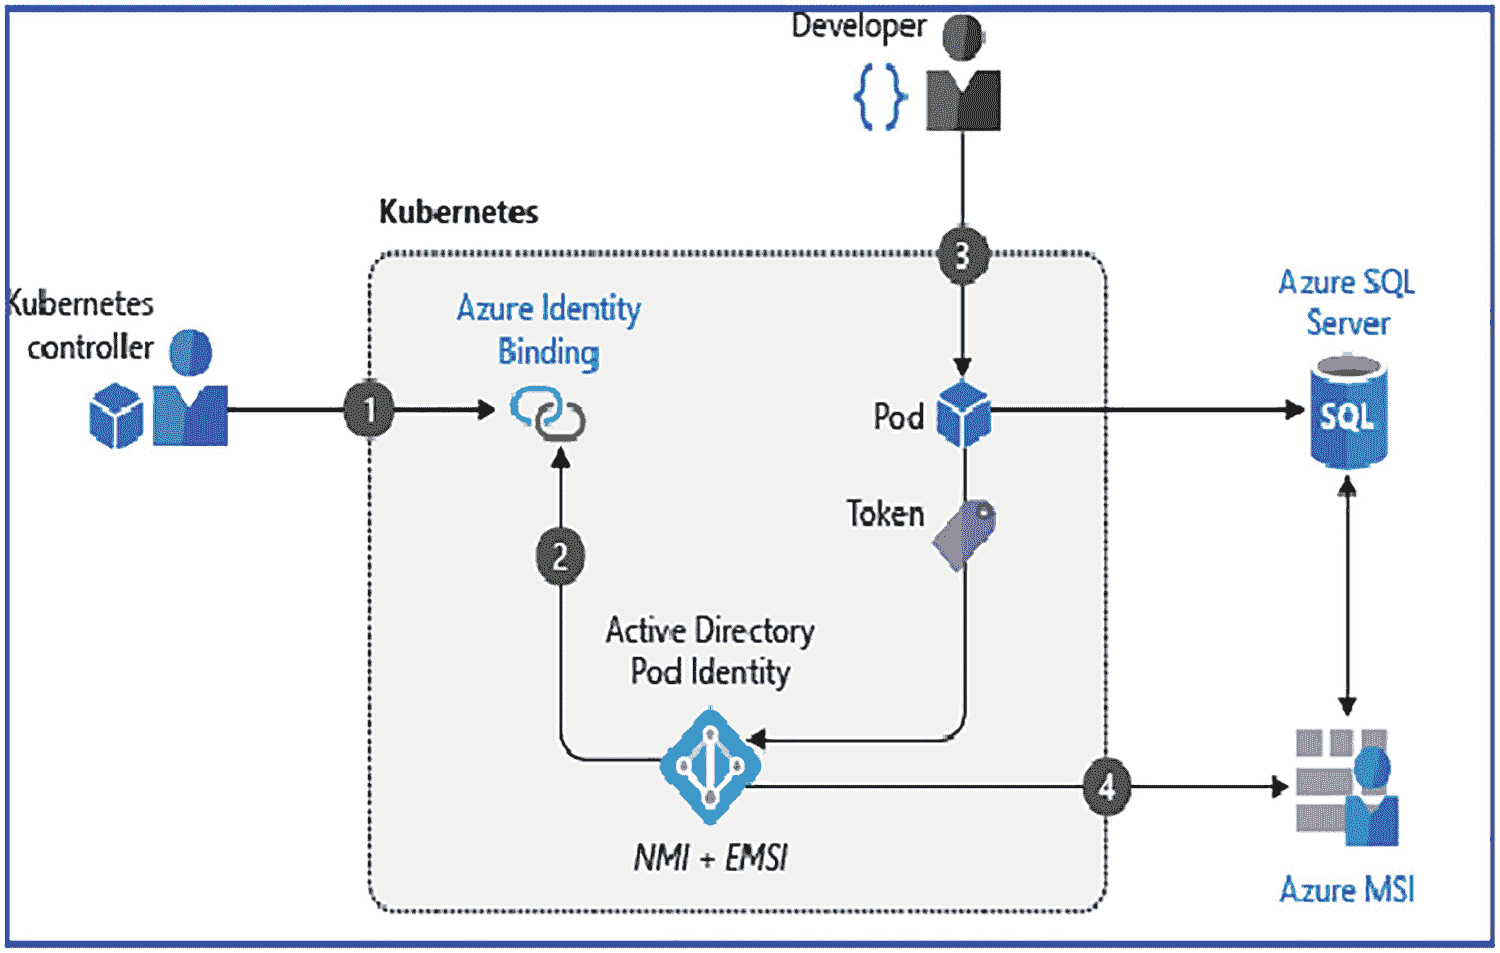 Developer
{ }
Kubernetes
3
Kubernetes
controller
1
Azure Identity
Binding
Azure SQL
Server
SQL
Pod
2
Token
Active Directory
Pod Identity
4
NMI + EMSI
Azure MSI